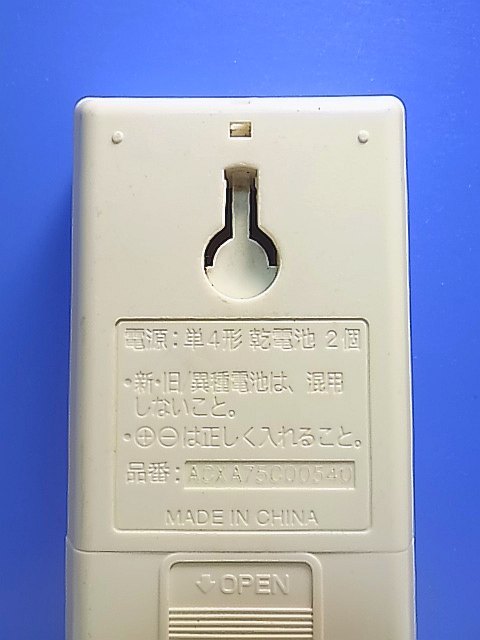 電源：単4形 乾電池 2個
・新・旧／異種電池は、混用
しないこと。
・⊕⊖は正しく入れること。
品番：ACXA75C00540
MADE IN CHINA
OPEN